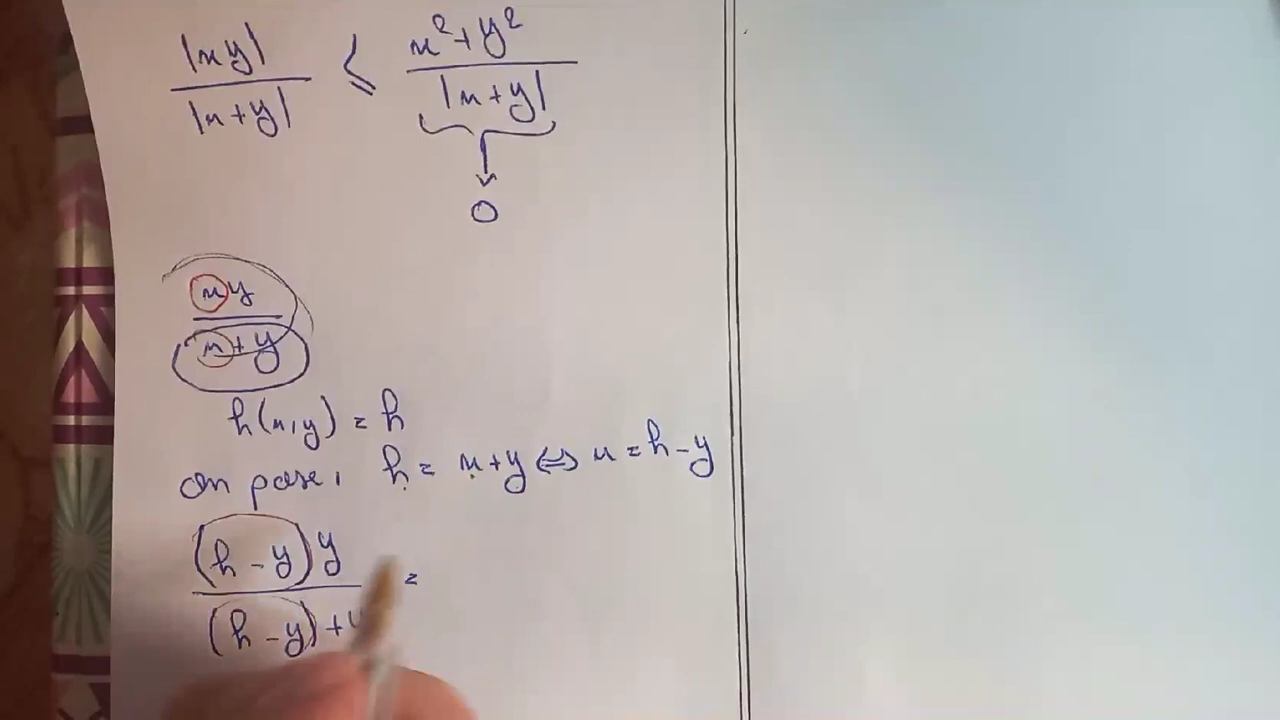 |xy| / |x+y| ⩽ x²+y² / |x+y|
↓
0
xy / x+y
h(x,y) = h
on pose, h = x+y ⇔ x = h-y
(h-y)y / (h-y)+y =